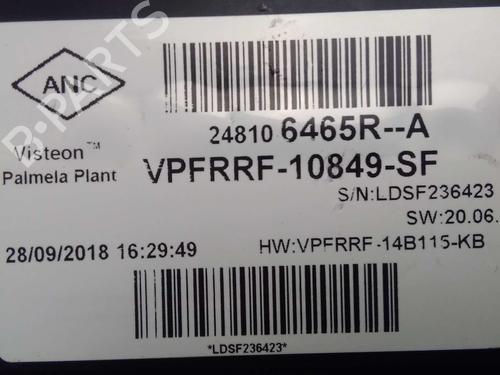 ANC
B-PARTS
24810 6465R--A
Visteon™
Palmela Plant
VPFRRF-10849-SF
S/N:LDSF236423
SW:20.06.
28/09/2018 16:29:49
HW:VPFRRF-14B115-KB
*LDSF236423*